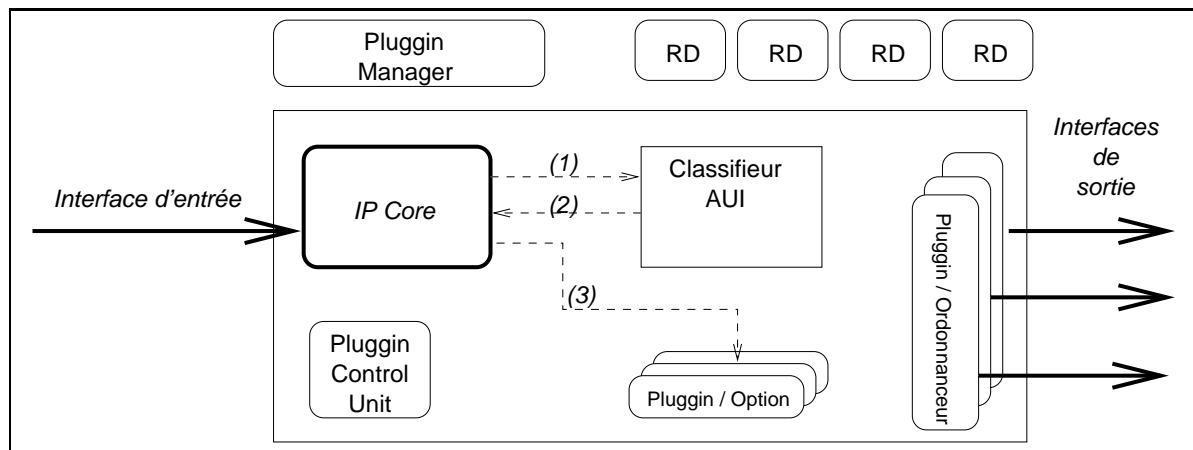 Pluggin
Manager
RD
RD
RD
RD
Interface d'entrée
IP Core
(1)
(2)
(3)
Classifieur
AUI
Interfaces
de
sortie
Pluggin / Ordonnanceur
Pluggin
Control
Unit
Pluggin / Option